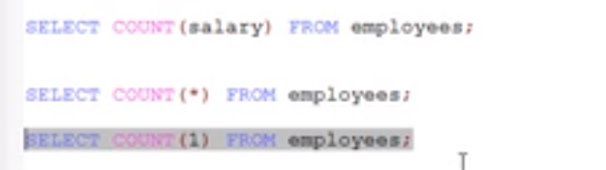 SELECT COUNT(salary) FROM employees;
SELECT COUNT(*) FROM employees;
SELECT COUNT(1) FROM employees;